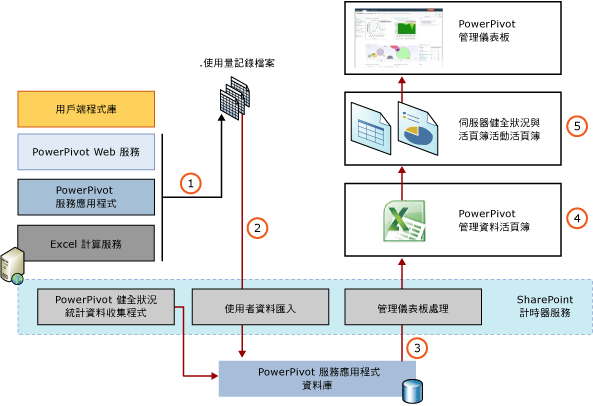 PowerPivot
管理儀表板
.使用量記錄檔案
用戶端程式庫
PowerPivot Web 服務
PowerPivot
服務應用程式
Excel 計算服務
1
2
伺服器健全狀況與
活頁簿活動活頁簿
5
PowerPivot
管理資料活頁簿
4
PowerPivot 健全狀況
統計資料收集程式
使用者資料匯入
管理儀表板處理
SharePoint
計時器服務
3
PowerPivot 服務應用程式
資料庫